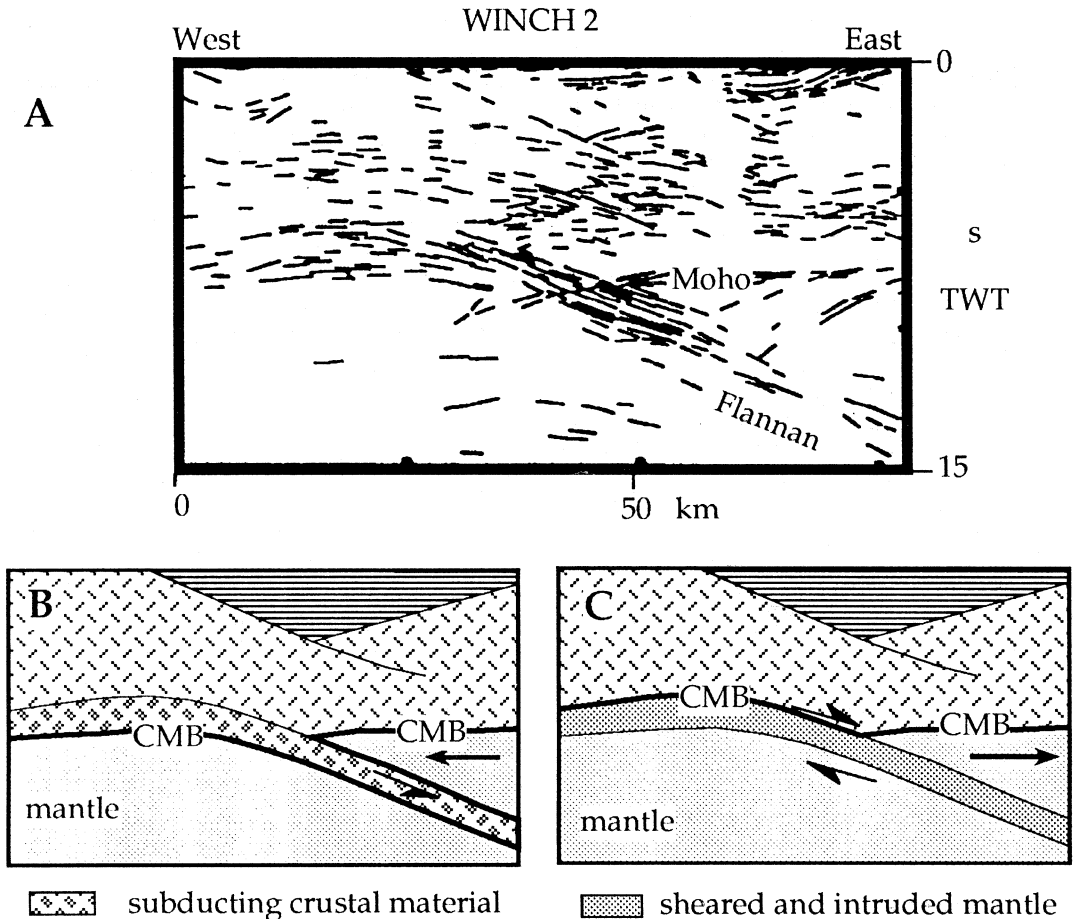 WINCH 2
West
East
0
A
s
TWT
Moho
Flannan
15
0
50 km
B
CMB
CMB
mantle
C
CMB
CMB
mantle
subducting crustal material
sheared and intruded mantle